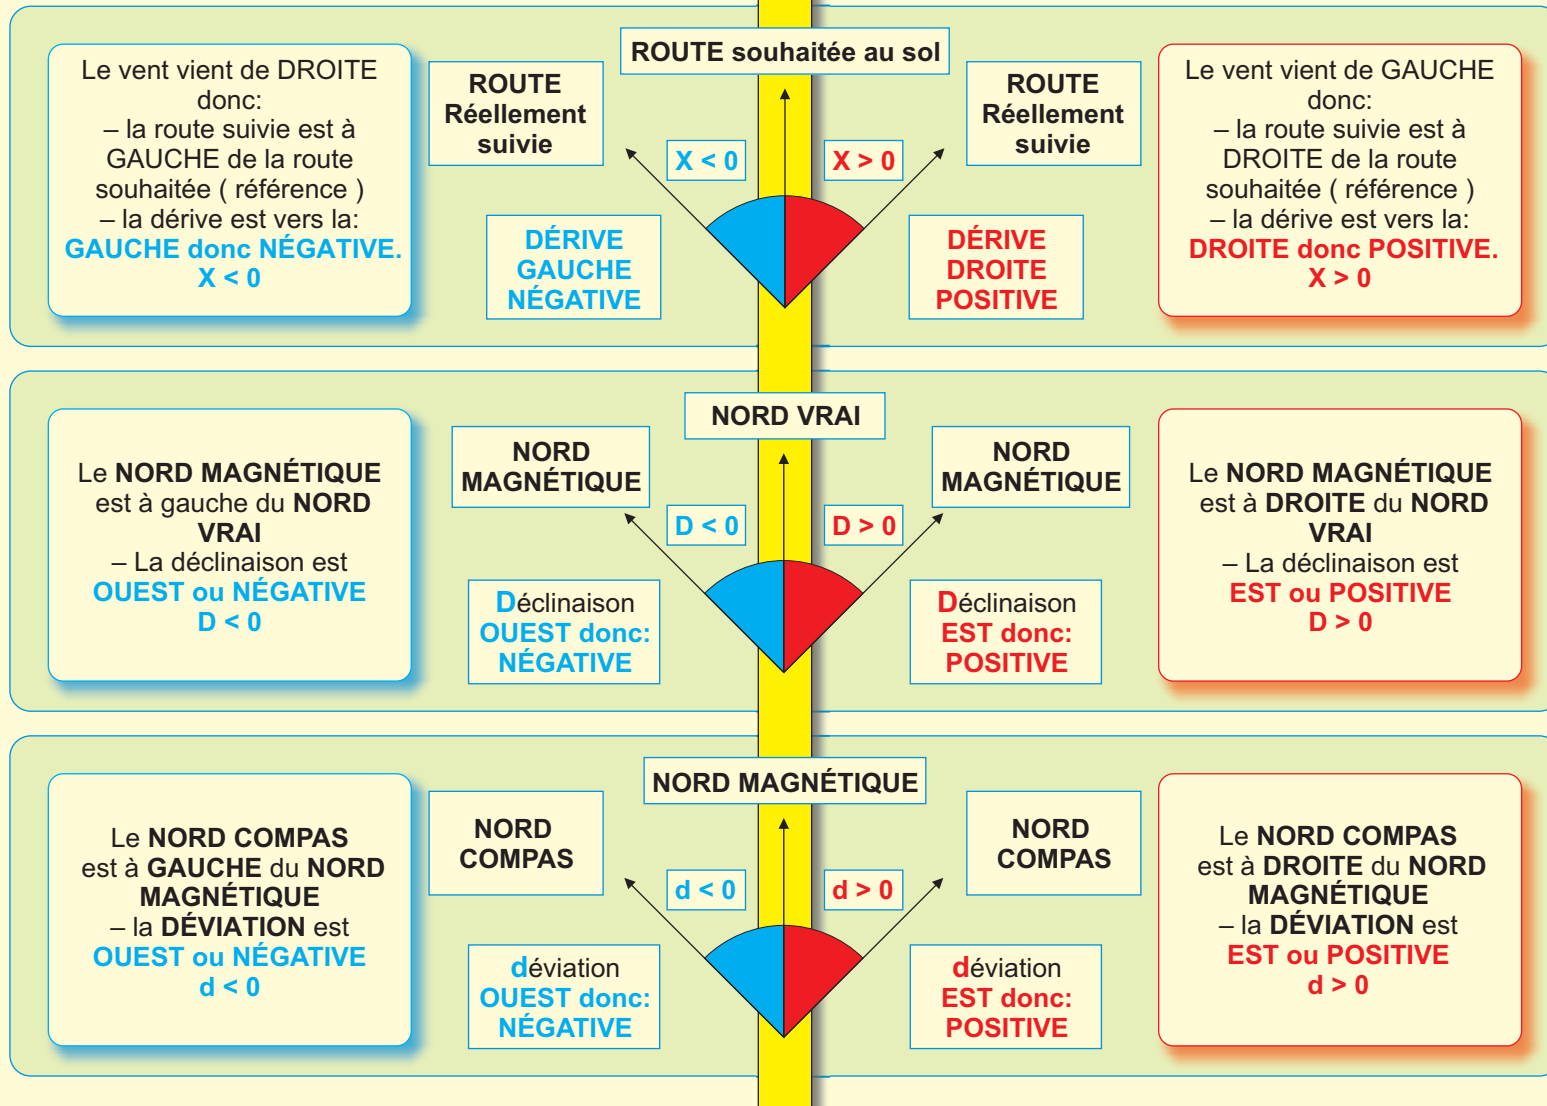 ROUTE souhaitée au sol
Le vent vient de DROITE
donc:
– la route suivie est à
GAUCHE de la route
souhaitée ( référence )
– la dérive est vers la:
GAUCHE donc NÉGATIVE.
X < 0
ROUTE
Réellement
suivie
X < 0
X > 0
ROUTE
Réellement
suivie
DÉRIVE
GAUCHE
NÉGATIVE
DÉRIVE
DROITE
POSITIVE
Le vent vient de GAUCHE
donc:
– la route suivie est à
DROITE de la route
souhaitée ( référence )
– la dérive est vers la:
DROITE donc POSITIVE.
X > 0
NORD VRAI
Le NORD MAGNÉTIQUE
est à gauche du NORD
VRAI
– La déclinaison est
OUEST ou NÉGATIVE
D < 0
NORD
MAGNÉTIQUE
D < 0
D > 0
NORD
MAGNÉTIQUE
Déclinaison
OUEST donc:
NÉGATIVE
Déclinaison
EST donc:
POSITIVE
Le NORD MAGNÉTIQUE
est à DROITE du NORD
VRAI
– La déclinaison est
EST ou POSITIVE
D > 0
NORD MAGNÉTIQUE
Le NORD COMPAS
est à GAUCHE du NORD
MAGNÉTIQUE
– la DÉVIATION est
OUEST ou NÉGATIVE
d < 0
NORD
COMPAS
d < 0
d > 0
NORD
COMPAS
déviation
OUEST donc:
NÉGATIVE
déviation
EST donc:
POSITIVE
Le NORD COMPAS
est à DROITE du NORD
MAGNÉTIQUE
– la DÉVIATION est
EST ou POSITIVE
d > 0